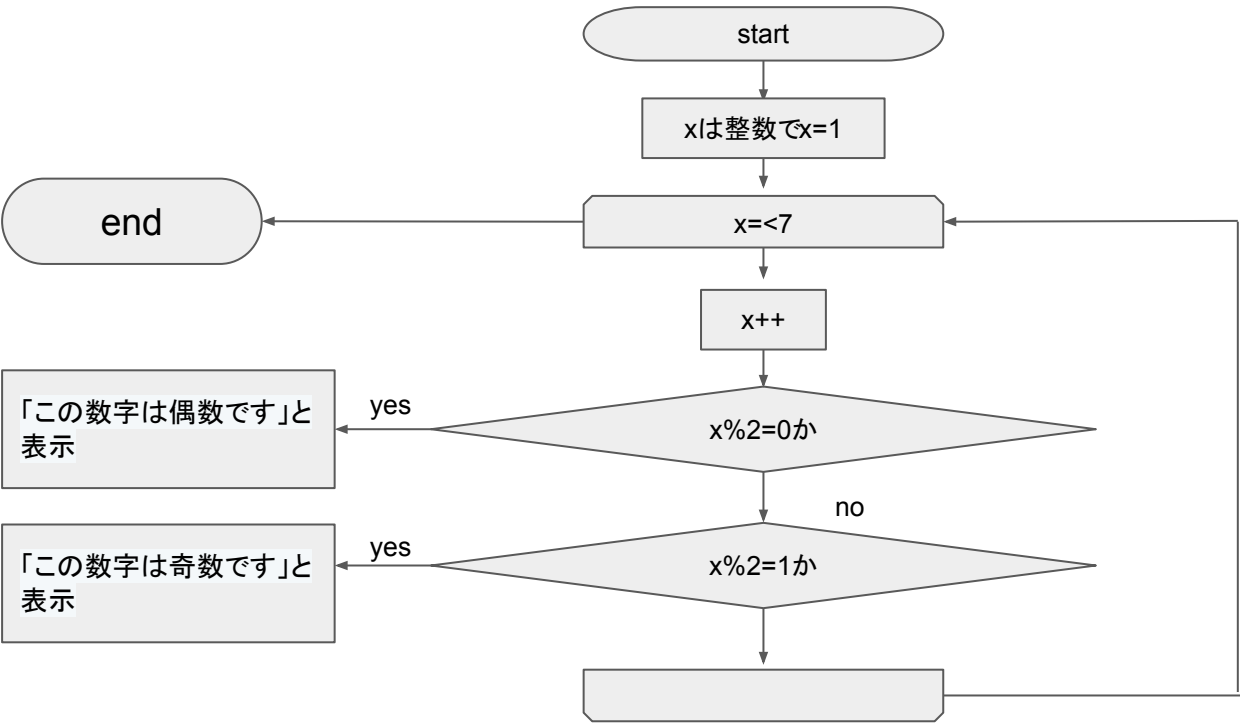 start
xは整数でx=1
end
x=<7
x++
「この数字は偶数です」と
表示
yes
x%2=0か
no
「この数字は奇数です」と
表示
yes
x%2=1か